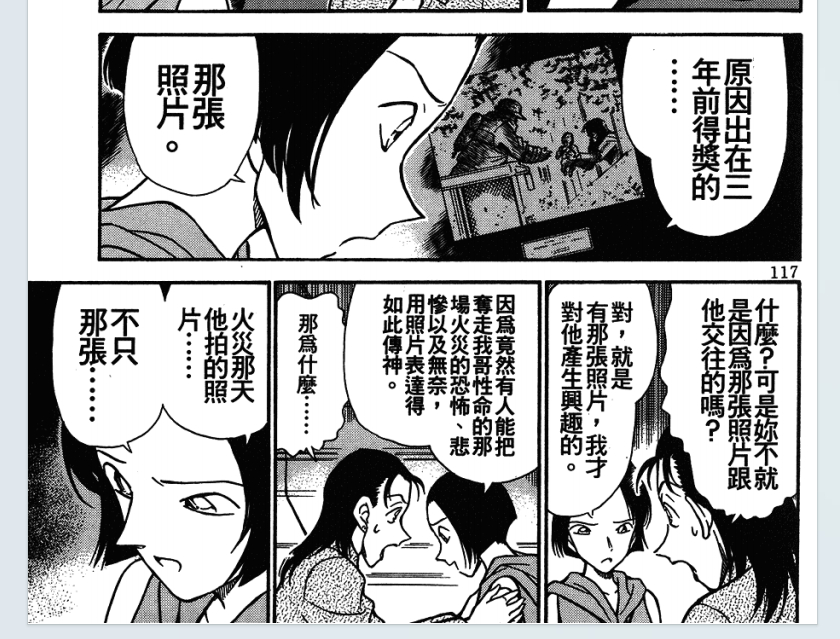 原因出在三
年前得獎的
……
那張
照片。
117
什麼？可是妳不就
是因為那張照片跟
他交往的嗎？
對，就是
有那張照片，我才
對他產生興趣的。
因為竟然有人能把
奪走我哥性命的那
場火災的恐怖、悲
慘以及無奈，
用照片表達得
如此傳神。
那為什麼……
火災那天
他拍的照
片……
不只
那張……